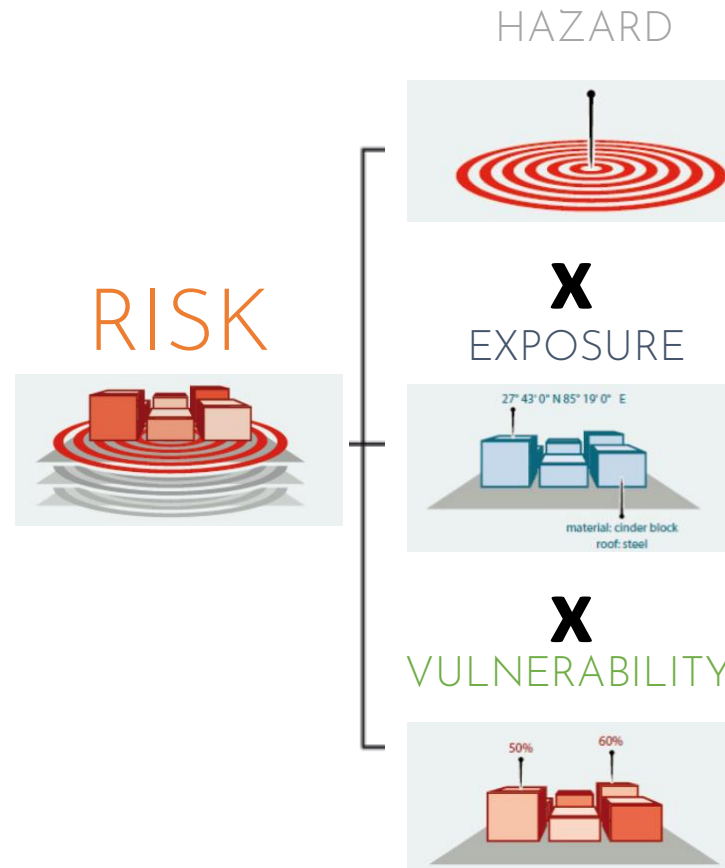 HAZARD
RISK
X
EXPOSURE
27° 43' 0" N 85° 19' 0" E
material: cinder block
roof: steel
X
VULNERABILITY
50%
60%